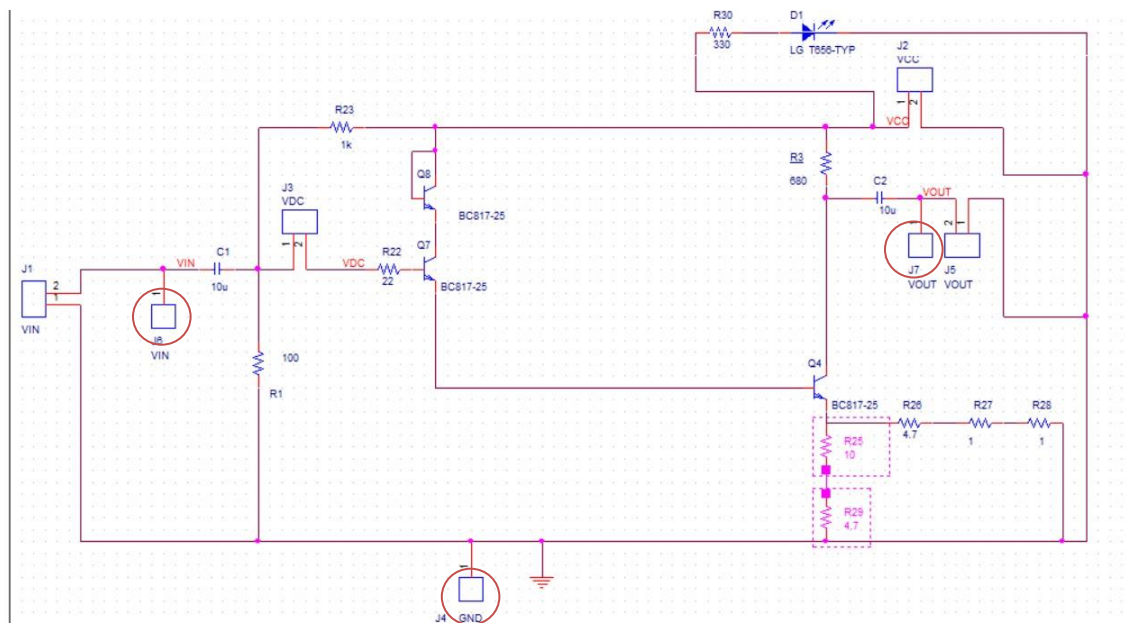 R30
330
D1
LG T656-TYP
J2
VCC
1
2
VCC
R23
1k
R3
680
Q8
BC817-25
J3
VDC
1
2
C2
10u
VOUT
1
2
1
J7
VOUT
J5
VOUT
J1
2
1
VIN
VIN
C1
10u
VDC
R22
22
Q7
BC817-25
1
J6
VIN
100
R1
Q4
BC817-25
R26
4.7
R27
1
R28
1
R25
10
R29
4.7
1
J4
GND